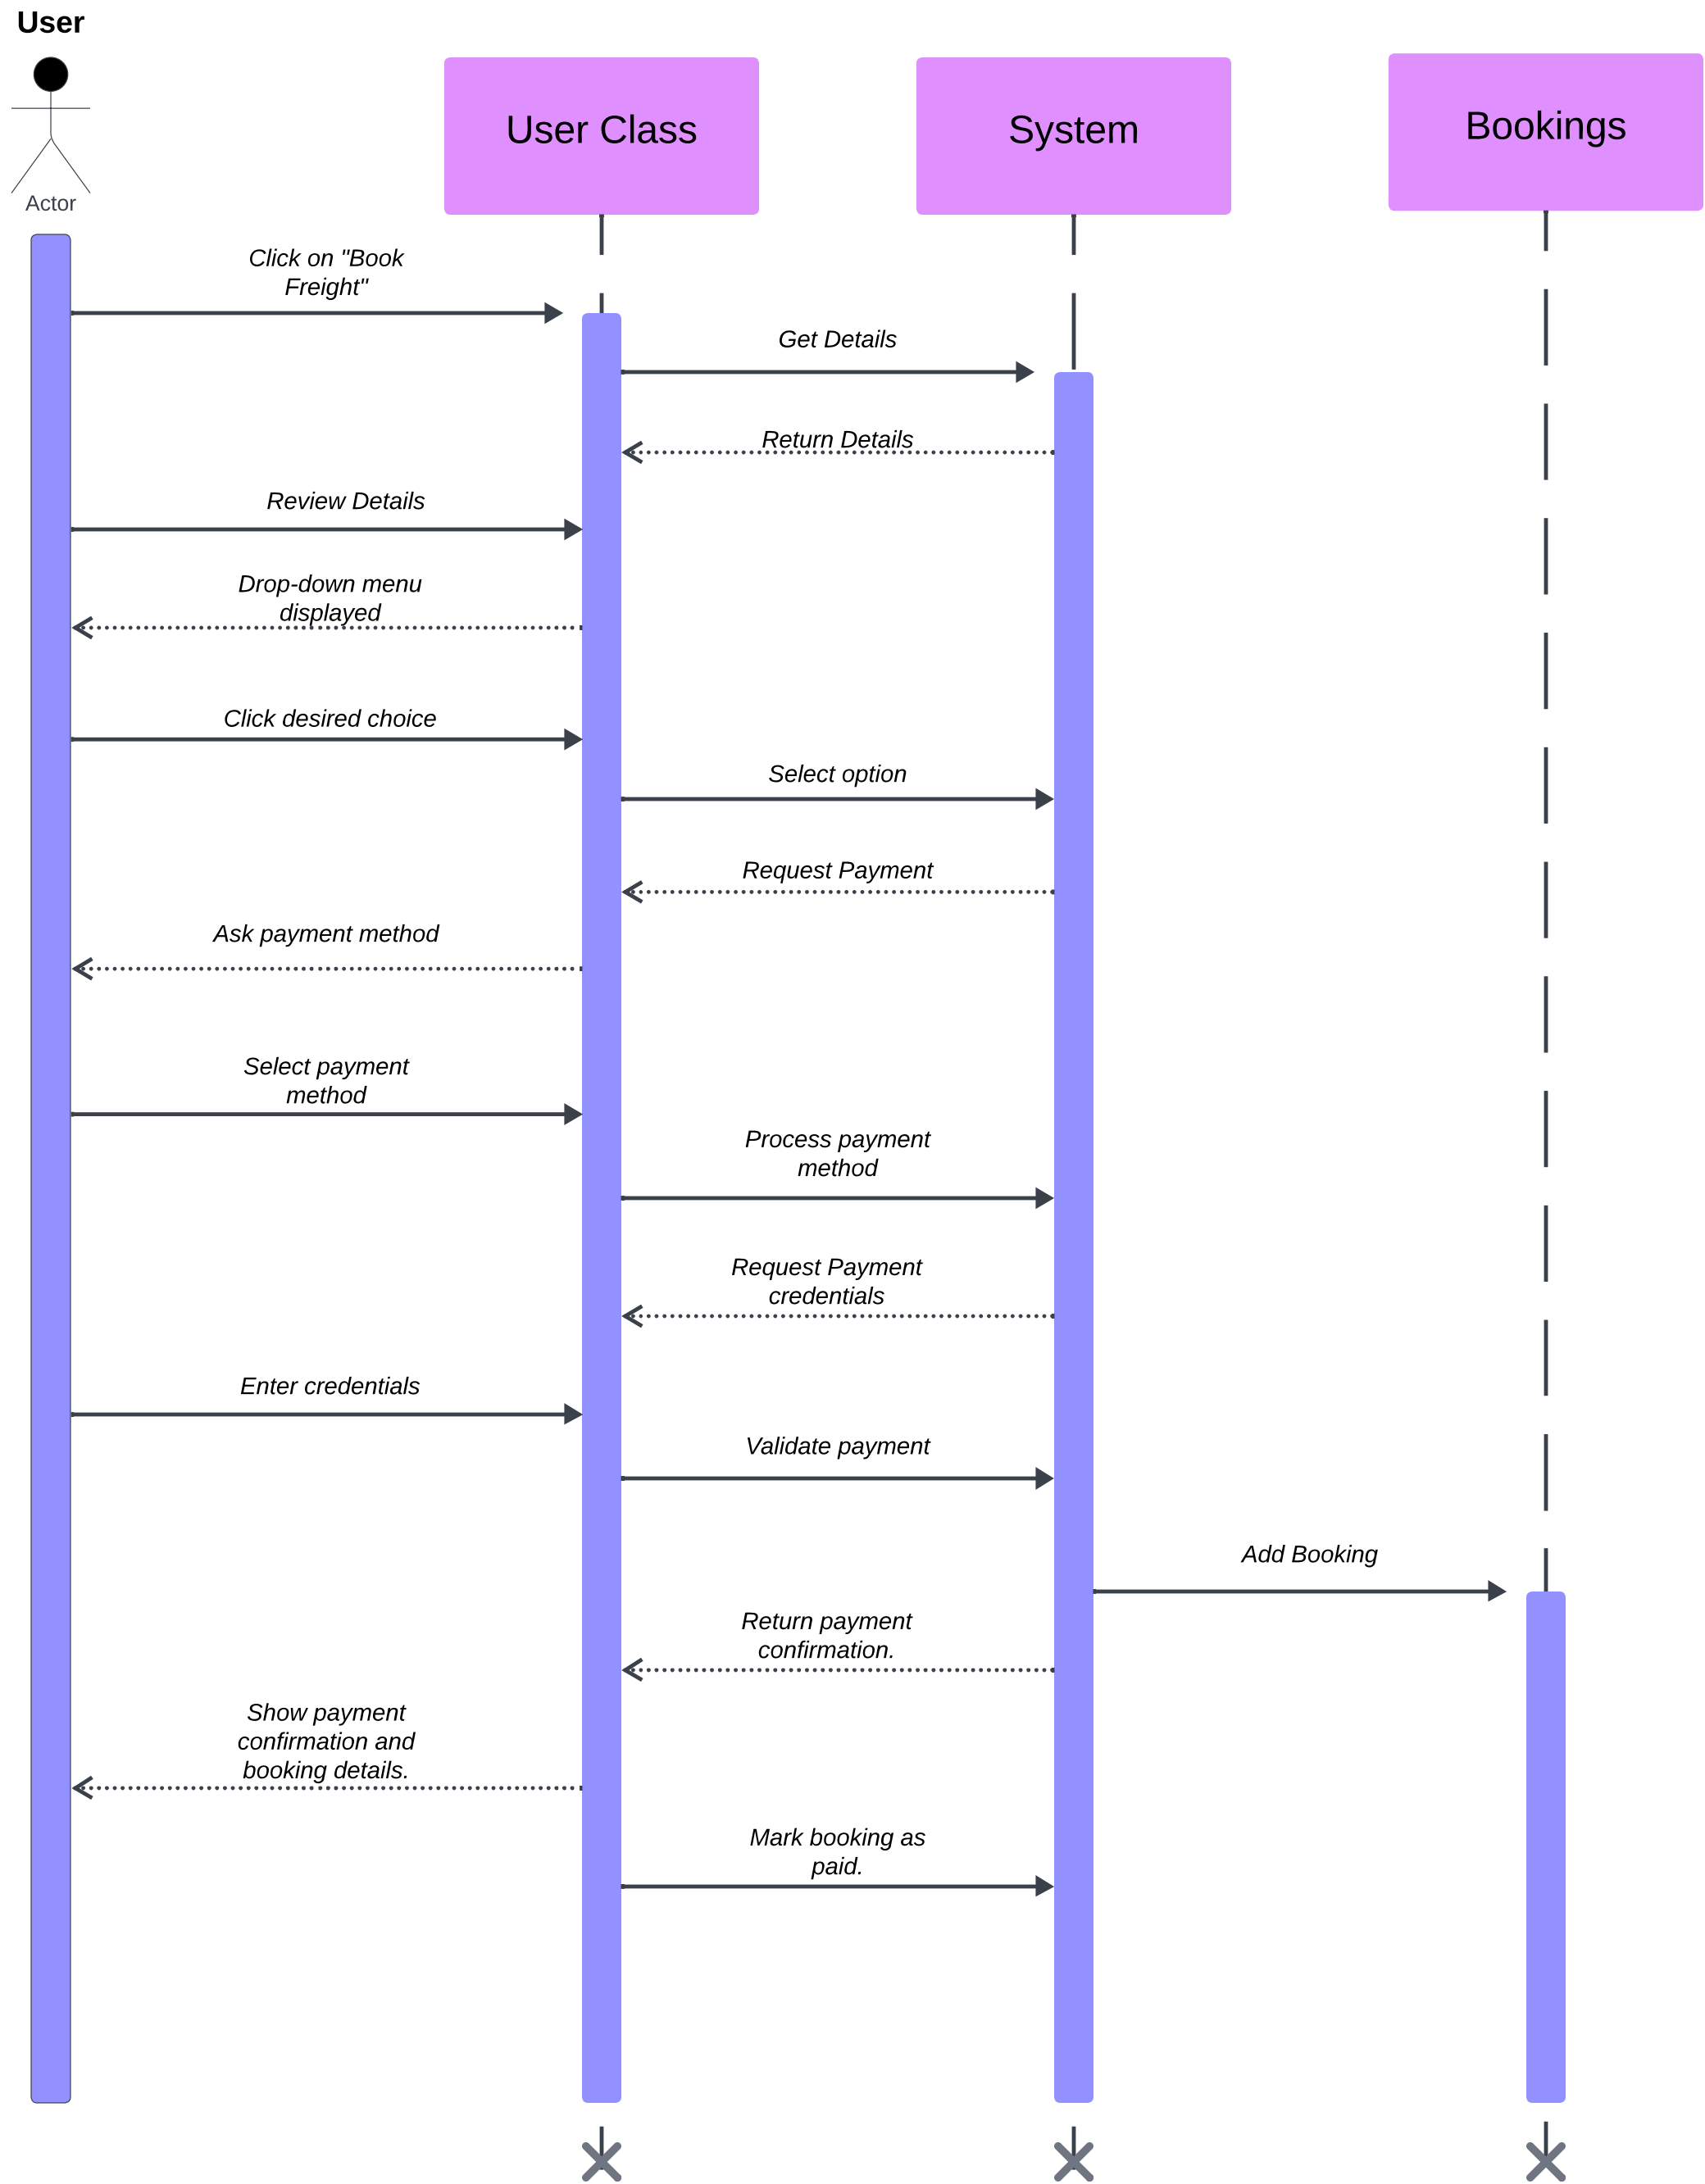 User
User Class
System
Bookings
Actor
Click on "Book
Freight"
Get Details
Return Details
Review Details
Drop-down menu
displayed
Click desired choice
Select option
Request Payment
Ask payment method
Select payment
method
Process payment
method
Request Payment
credentials
Enter credentials
Validate payment
Add Booking
Return payment
confirmation.
Show payment
confirmation and
booking details.
Mark booking as
paid.